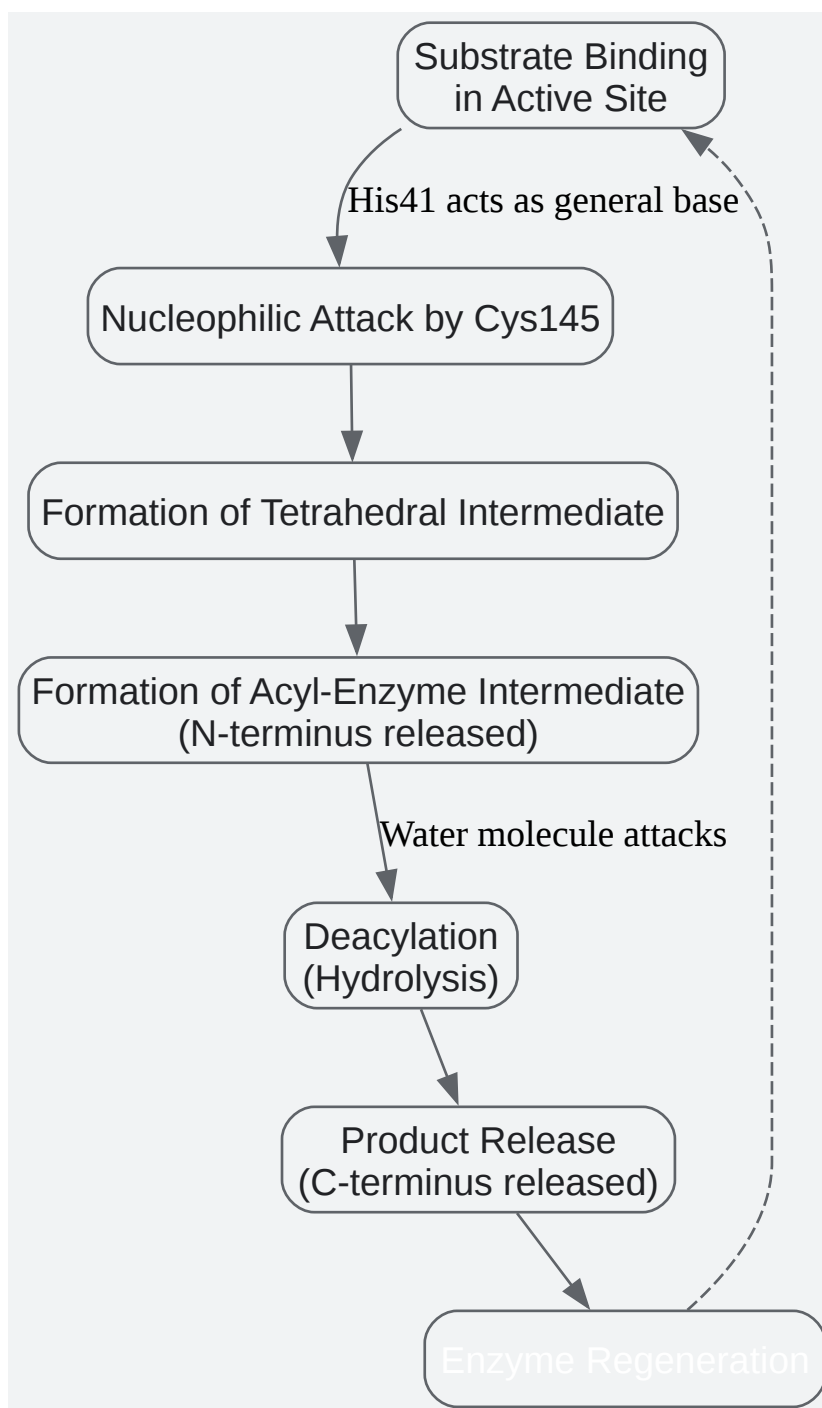 Substrate Binding
in Active Site
His41 acts as general base
Nucleophilic Attack by Cys145
Formation of Tetrahedral Intermediate
Formation of Acyl-Enzyme Intermediate
(N-terminus released)
Water molecule attacks
Deacylation
(Hydrolysis)
Product Release
(C-terminus released)
Enzyme Regeneration